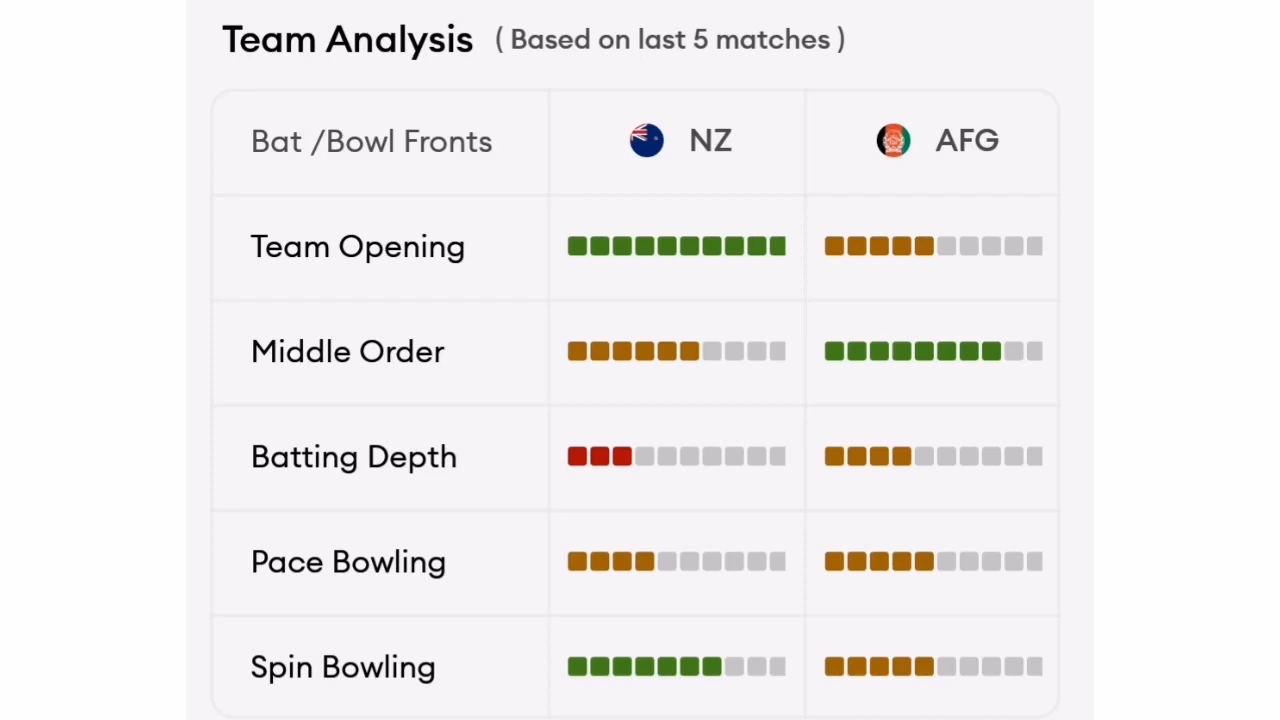 Team Analysis ( Based on last 5 matches )
Bat /Bowl Fronts NZ AFG
Team Opening
Middle Order
Batting Depth
Pace Bowling
Spin Bowling